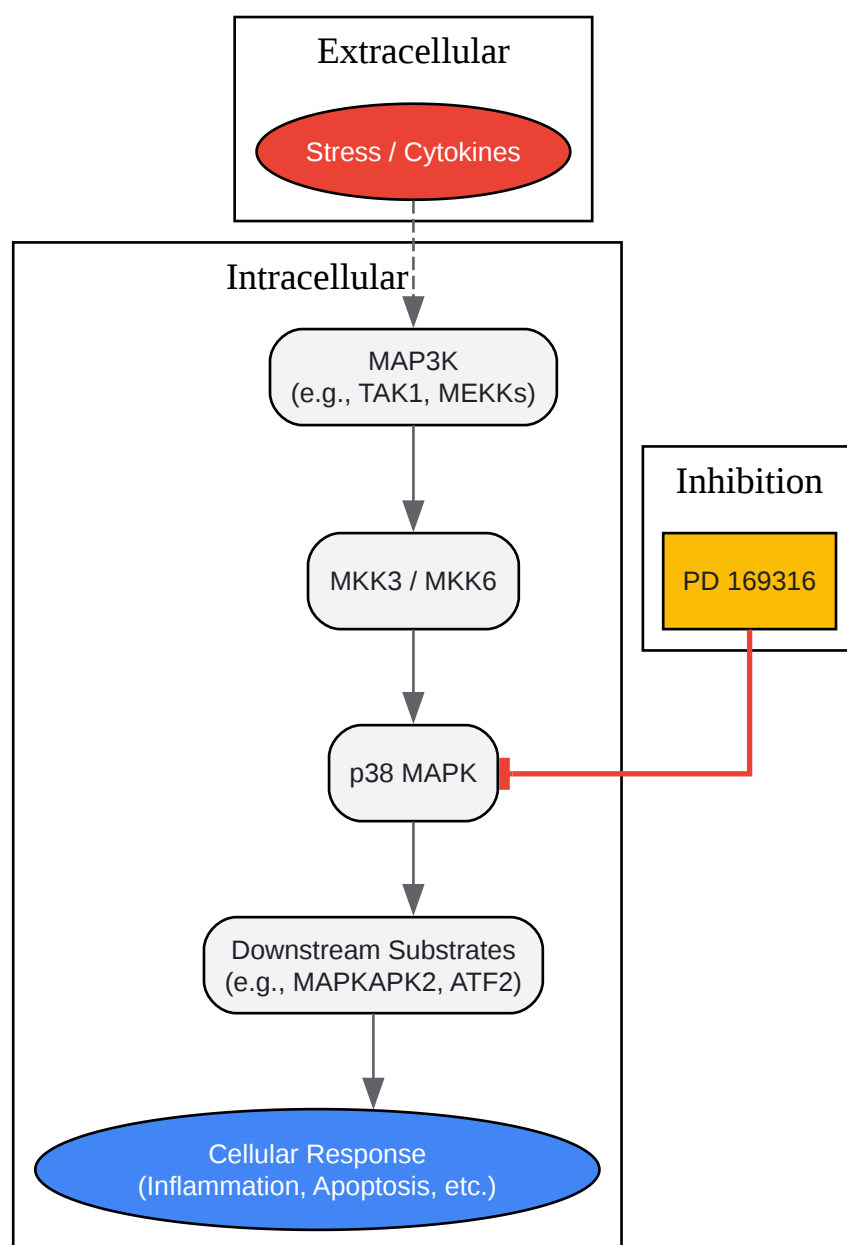 Extracellular
Stress / Cytokines
Intracellular
MAP3K
(e.g., TAK1, MEKKs)
Inhibition
MKK3 / MKK6
PD 169316
p38 MAPK
Downstream Substrates
(e.g., MAPKAPK2, ATF2)
Cellular Response
(Inflammation, Apoptosis, etc.)